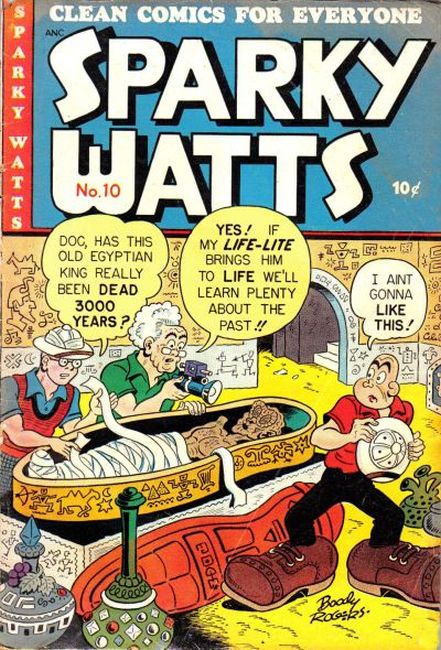 CLEAN COMICS FOR EVERYONE
SPARKY WATTS
ANC
SPARKY
WATTS
No. 10
10¢
DOC, HAS THIS
OLD EGYPTIAN
KING REALLY
BEEN DEAD
3000
YEARS?
YES! IF
MY LIFE-LITE
BRINGS HIM
TO LIFE WE'LL
LEARN PLENTY
ABOUT THE
PAST!!
I AINT
GONNA
LIKE
THIS!
Boody
ROGERS.